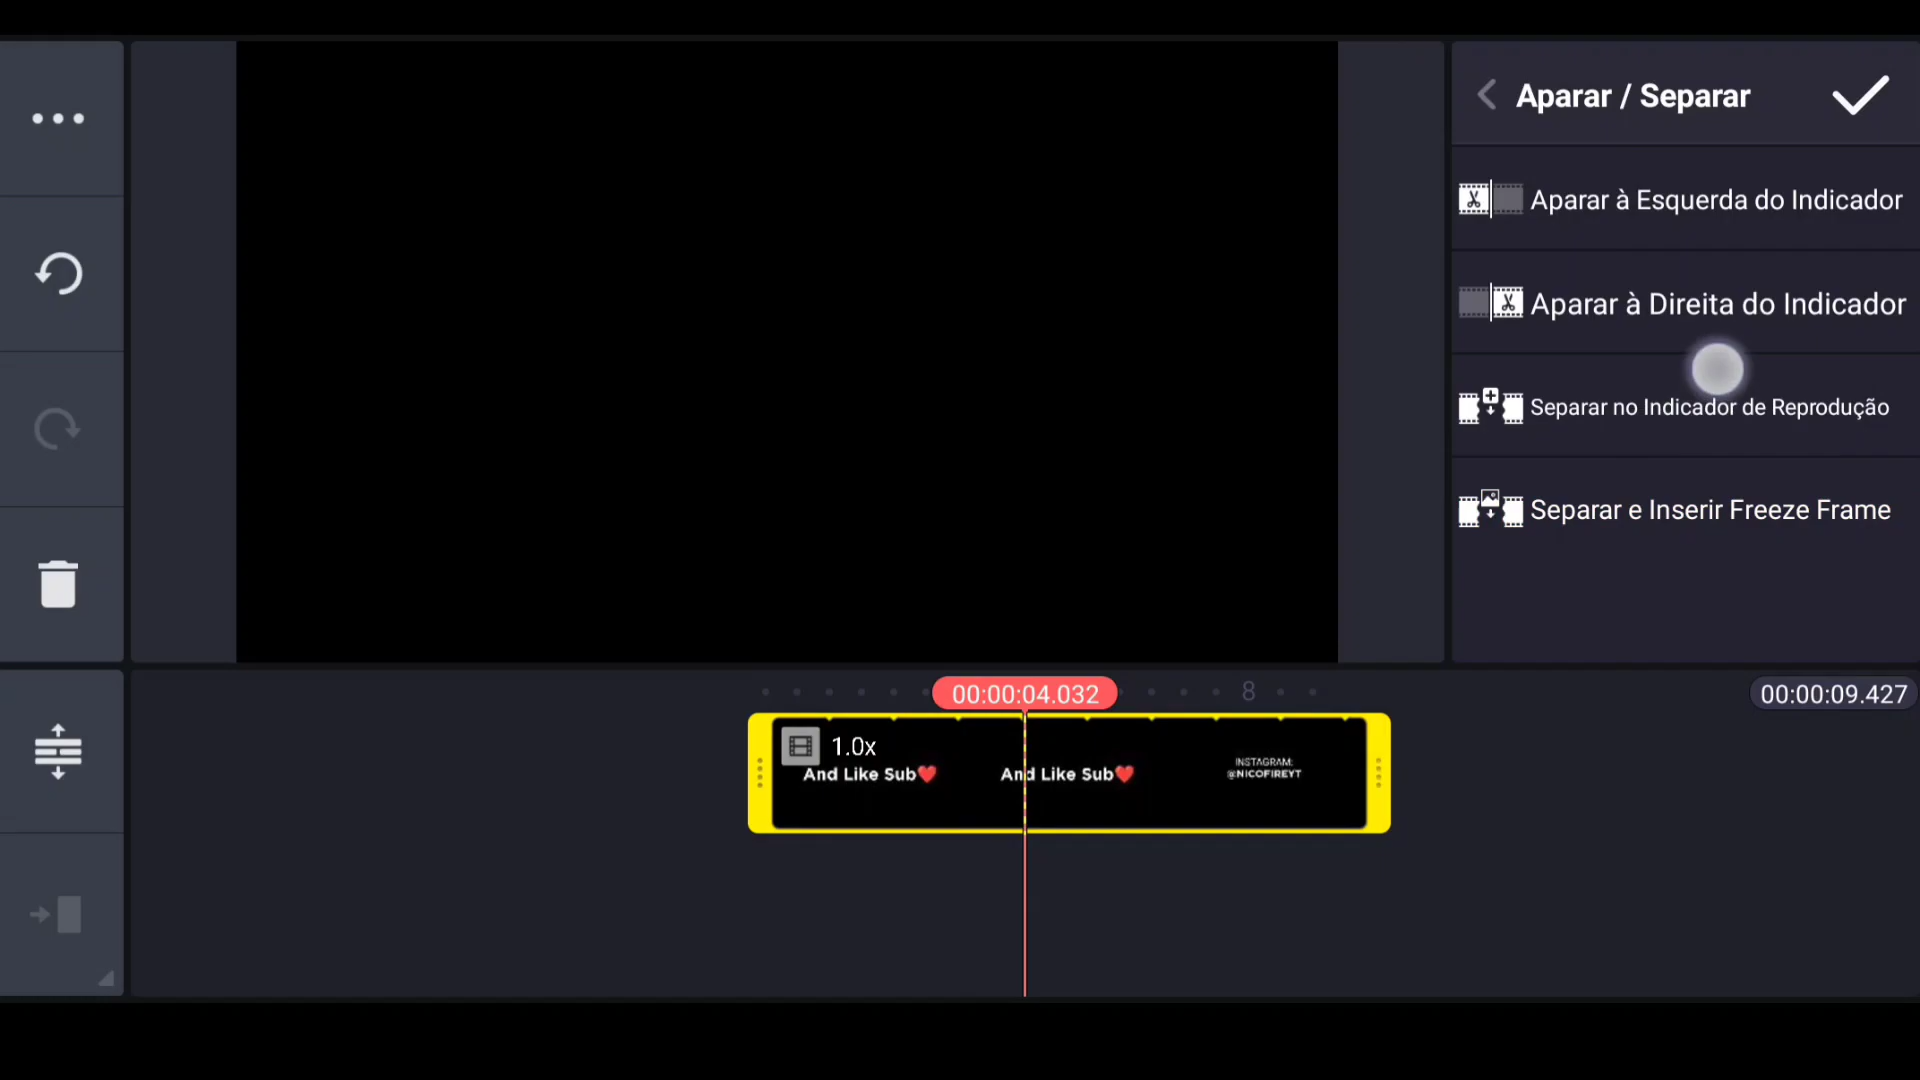 Aparar / Separar
Aparar à Esquerda do Indicador
Aparar à Direita do Indicador
Separar no Indicador de Reprodução
Separar e Inserir Freeze Frame
00:00:04.032
8
00:00:09.427
1.0x
And Like Sub❤️
And Like Sub❤️
INSTAGRAM:
@NICOFIREYT